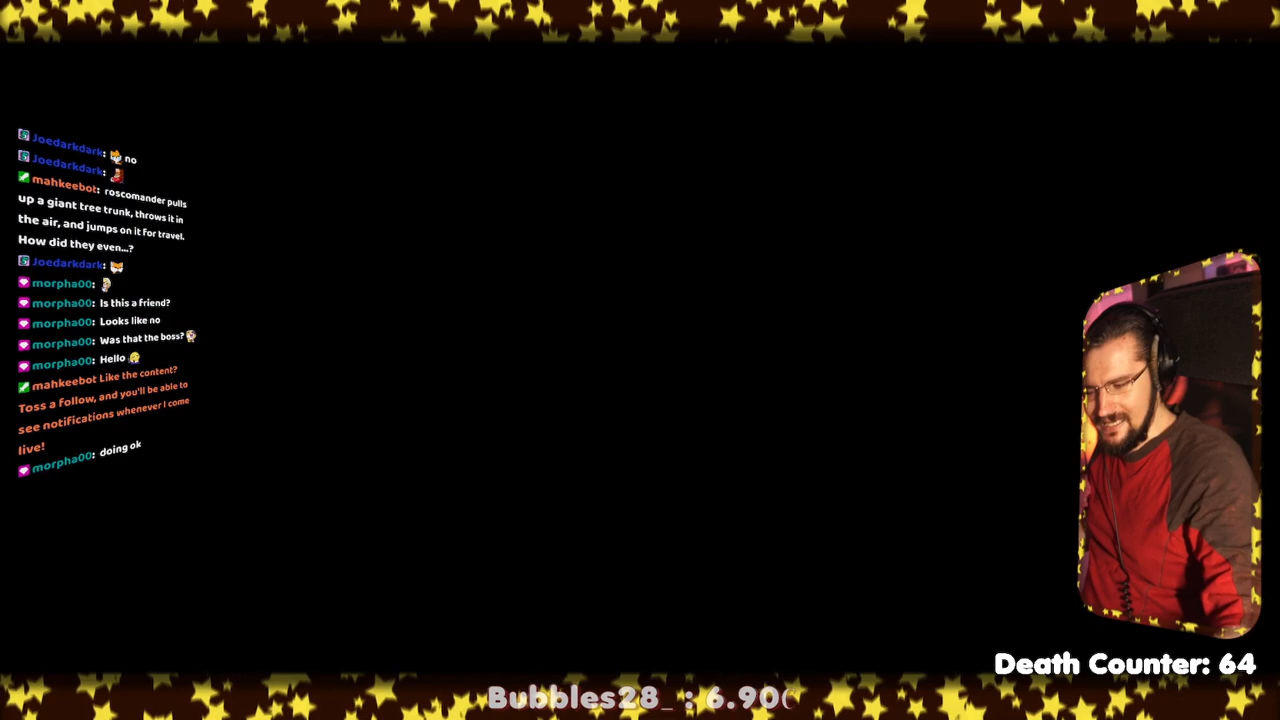 Joedarkdark: no
Joedarkdark:
mahkeebot: roscomander pulls
up a giant tree trunk, throws it in
the air, and jumps on it for travel.
How did they even...?
Joedarkdark:
morpha00:
morpha00: Is this a friend?
morpha00: Looks like no
morpha00: Was that the boss?
morpha00: Hello
mahkeebot Like the content?
Toss a follow, and you'll be able to
see notifications whenever I come
live!
morpha00: doing ok
Death Counter: 64
Bubbles28_ : 6.90